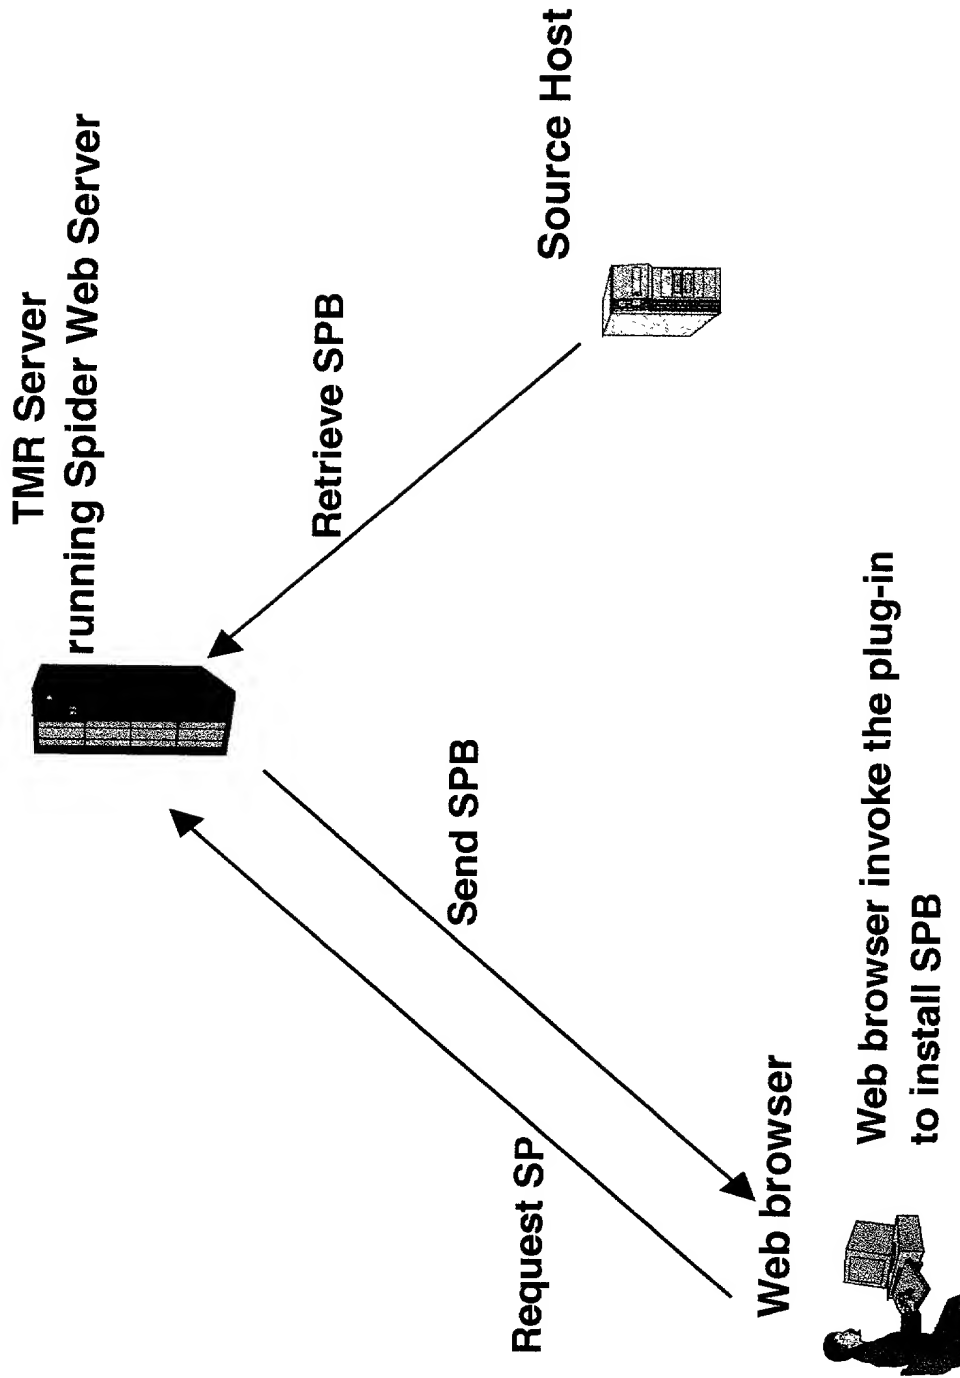 TMR Server
running Spider Web Server
Retrieve SPB
Source Host
Send SPB
Request SP
Web browser
Web browser invoke the plug-in
to install SPB